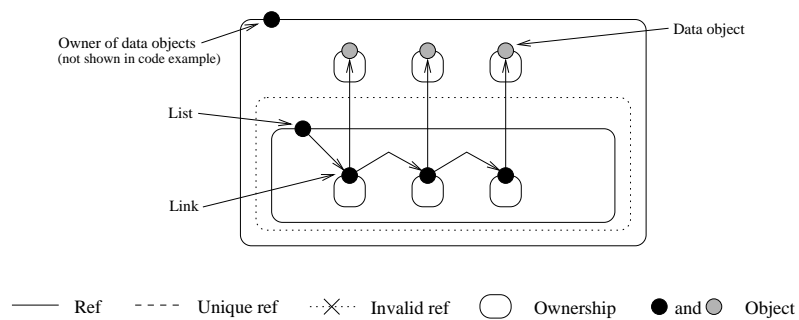 Owner of data objects
(not shown in code example)
Data object
List
Link
Ref
Unique ref
Invalid ref
Ownership
and
Object